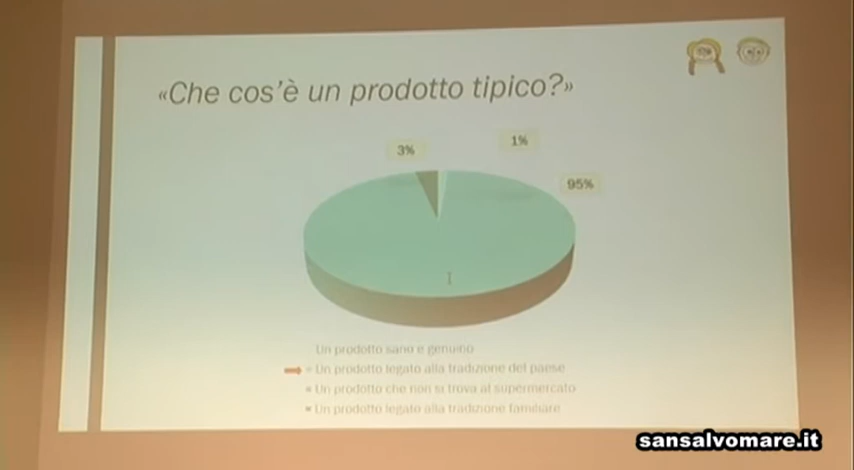 «Che cos'è un prodotto tipico?»
3%
1%
95%
Un prodotto sano e genuino
Un prodotto legato alla tradizione del paese
Un prodotto che non si trova al supermercato
Un prodotto legato alla tradizione familiare
sansalvomare.it